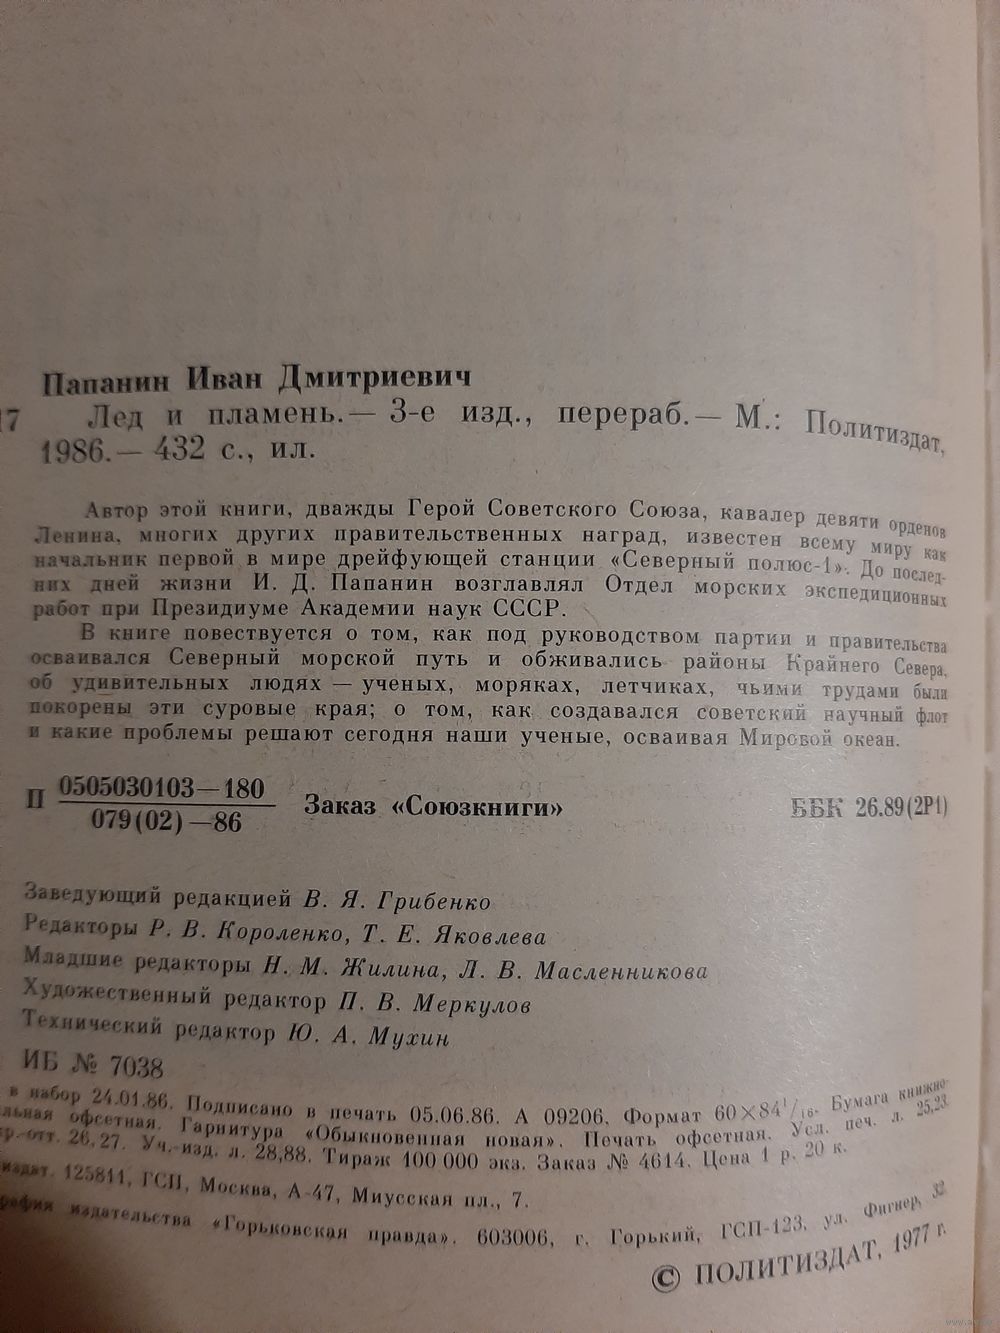 Папанин Иван Дмитриевич
17 Лед и пламень.— 3-е изд., перераб.— М.: Политиздат,
1986.— 432 с., ил.
Автор этой книги, дважды Герой Советского Союза, кавалер девяти орденов
Ленина, многих других правительственных наград, известен всему миру как
начальник первой в мире дрейфующей станции «Северный полюс-1». До послед-
них дней жизни И. Д. Папанин возглавлял Отдел морских экспедиционных
работ при Президиуме Академии наук СССР.
В книге повествуется о том, как под руководством партии и правительства
осваивался Северный морской путь и обживались районы Крайнего Севера,
об удивительных людях — ученых, моряках, летчиках, чьими трудами были
покорены эти суровые края; о том, как создавался советский научный флот
и какие проблемы решают сегодня наши ученые, осваивая Мировой океан.
П 0505030103—180 Заказ «Союзкниги» ББК 26.89(2Р1)
079(02)—86
Заведующий редакцией В. Я. Грибенко
Редакторы Р. В. Короленко, Т. Е. Яковлева
Младшие редакторы Н. М. Жилина, Л. В. Масленникова
Художественный редактор П. В. Меркулов
Технический редактор Ю. А. Мухин
ИБ № 7038
в набор 24.01.86. Подписано в печать 05.06.86. А 09206. Формат 60×84 1/16. Бумага книжно-
льная офсетная. Гарнитура «Обыкновенная новая». Печать офсетная. Усл. печ. л. 25,23.
р.-отт. 26,27. Уч.-изд. л. 28,88. Тираж 100 000 экз. Заказ № 4614. Цена 1 р. 20 к.
издат. 125811, ГСП, Москва, А-47, Миусская пл., 7.
рафия издательства «Горьковская правда». 603006, г. Горький, ГСП-123, ул. Фигнер, 32
© ПОЛИТИЗДАТ, 1977 г.